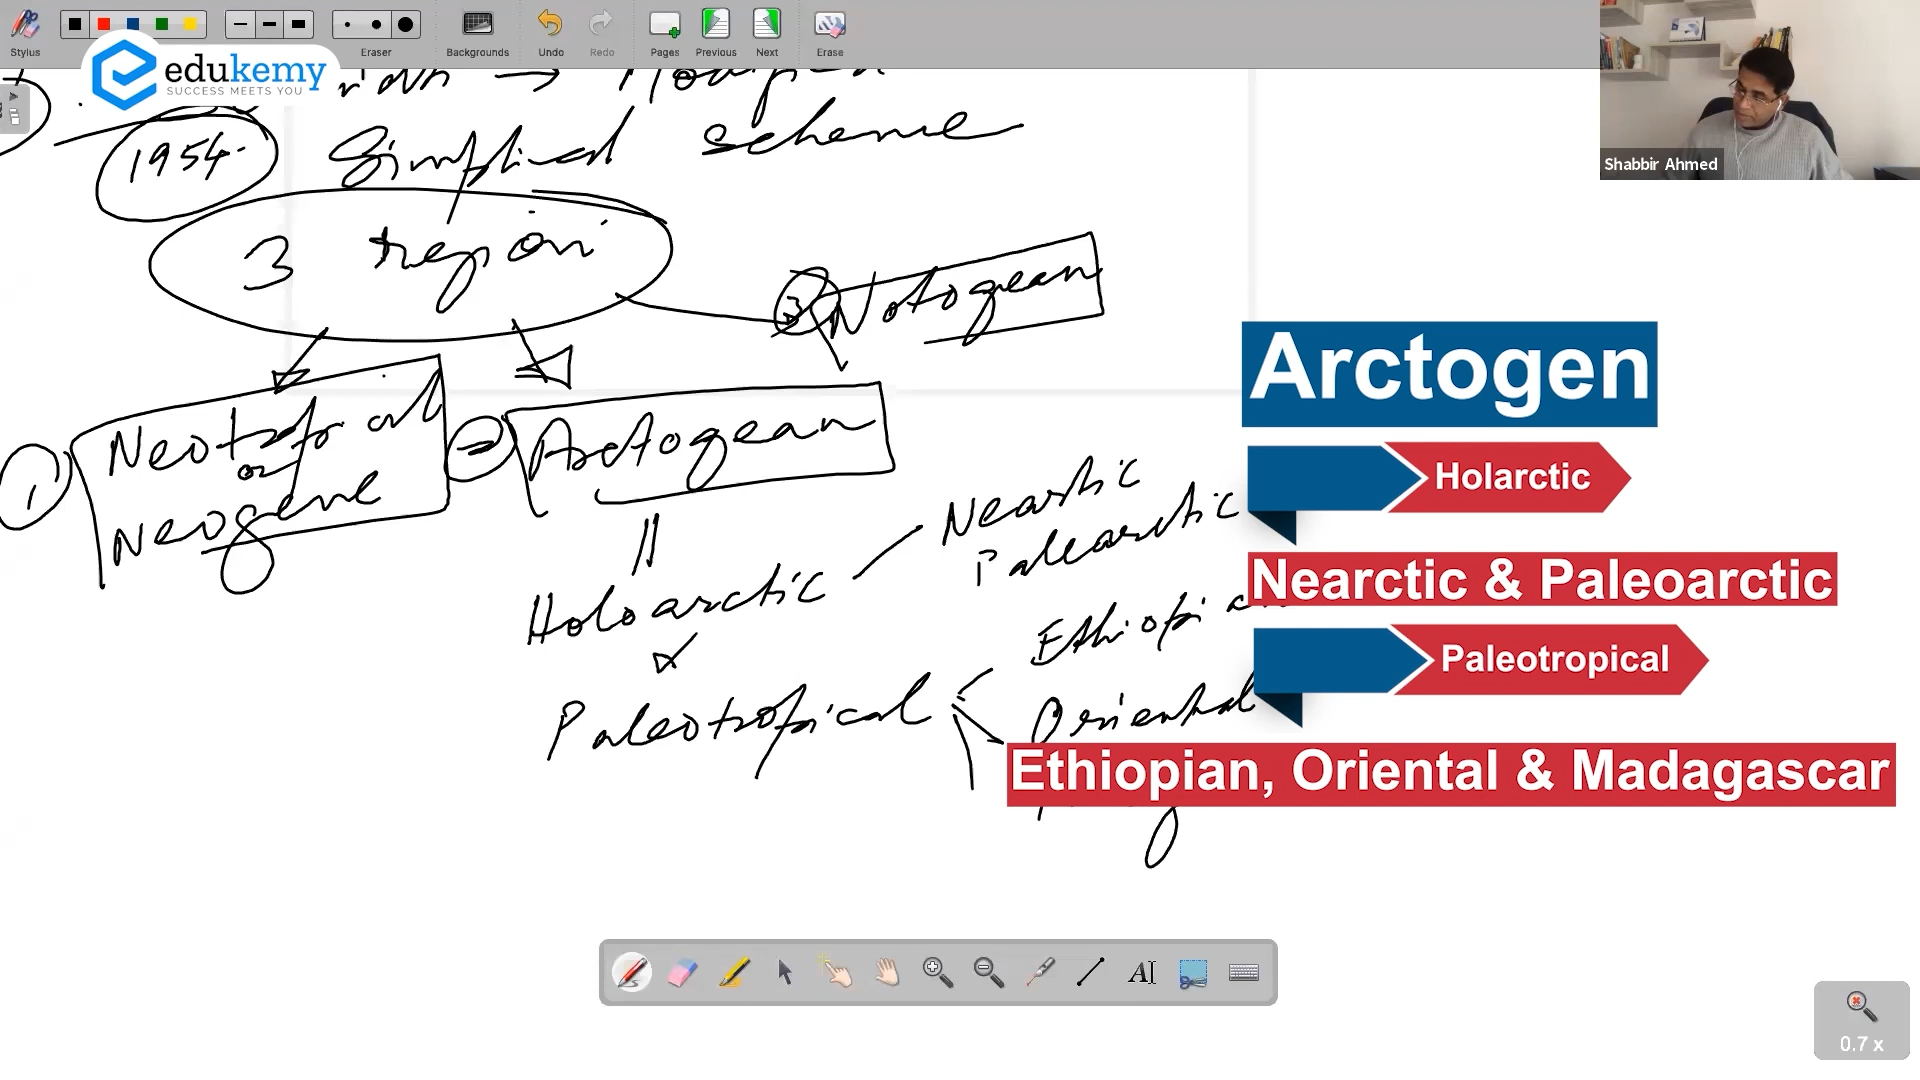 Stylus
Eraser
Backgrounds
Undo
Redo
Pages
Previous
Next
Erase
edukemy
SUCCESS MEETS YOU
Shabbir Ahmed
1954.
Simplified scheme
3 region
3 Notogean
1, Neotropical
or
Neogene
2 Arctogean
Holoarctic
Neartic
Palearctic
&
Paleotropical
Ethiopian
Oriental
Arctogen
Holarctic
Nearctic & Paleoarctic
Paleotropical
Ethiopian, Oriental & Madagascar
0.7 x